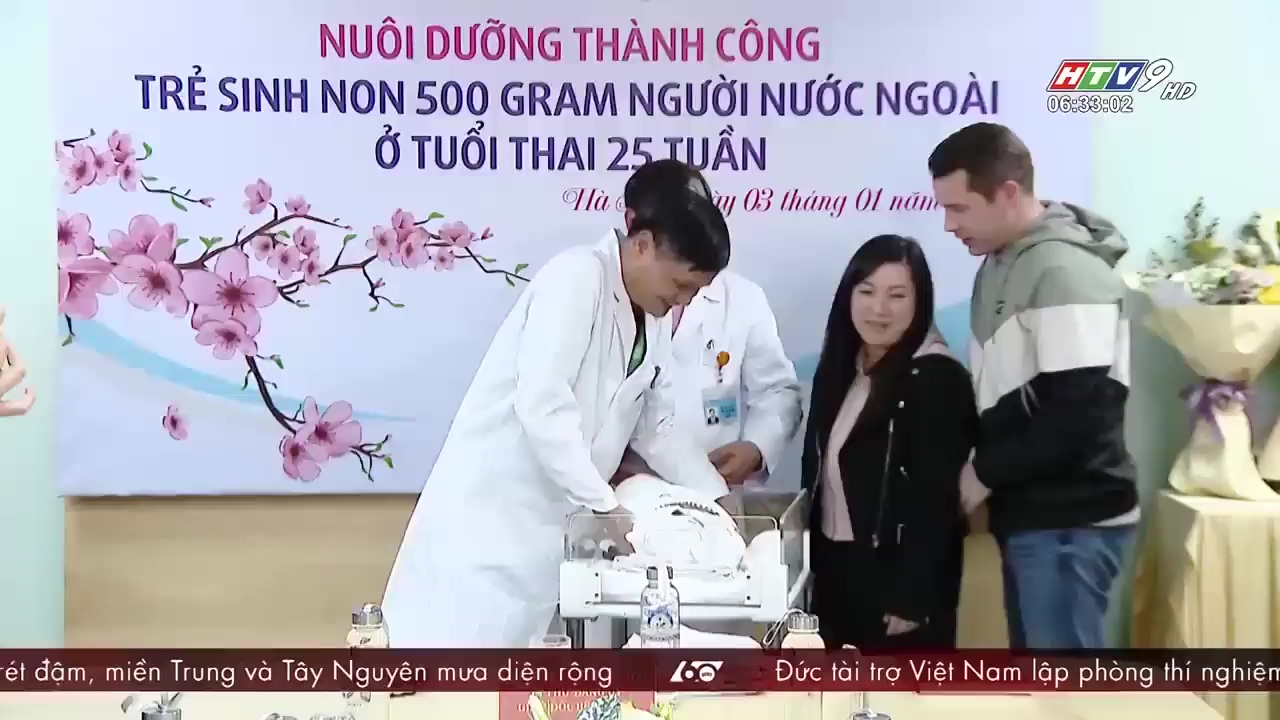 NUÔI DƯỠNG THÀNH CÔNG
TRẺ SINH NON 500 GRAM NGƯỜI NƯỚC NGOÀI
Ở TUỔI THAI 25 TUẦN
Hà 03 tháng 01 năm
HTV9 HD
06:33:02
rét đậm, miền Trung và Tây Nguyên mưa diện rộng
60 Đức tài trợ Việt Nam lập phòng thí nghiệm